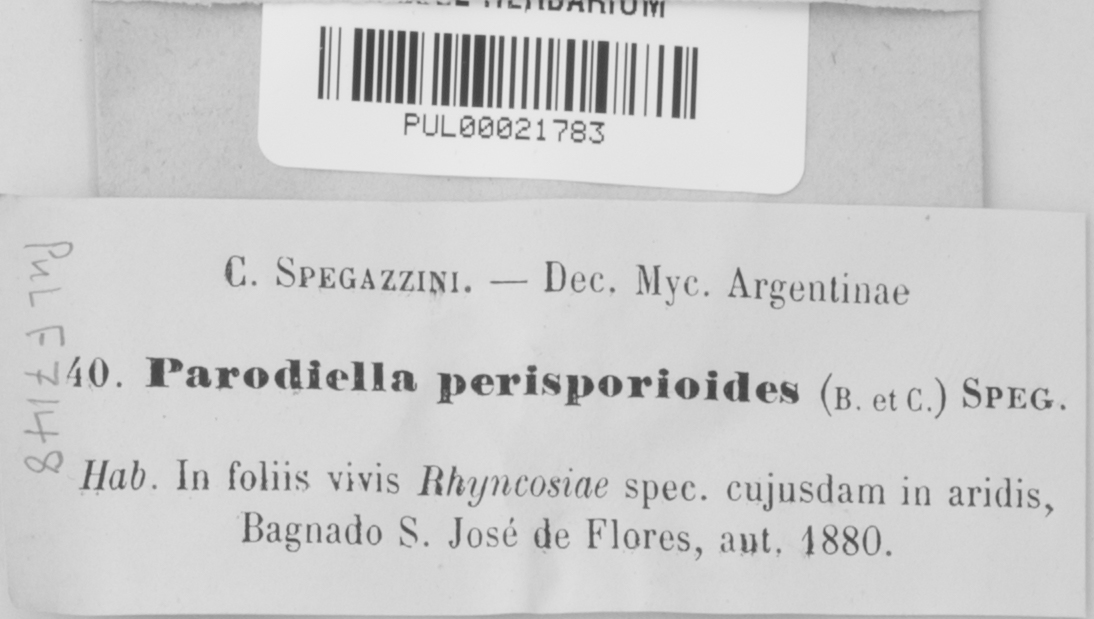 HERBARIUM
PUL00021783
C. SPEGAZZINI. — Dec. Myc. Argentinae
40. Parodiella perisporioides (B. et C.) SPEG.
Hab. In foliis vivis Rhyncosiae spec. cujusdam in aridis,
Bagnado S. José de Flores, aut. 1880.
PUL F7148